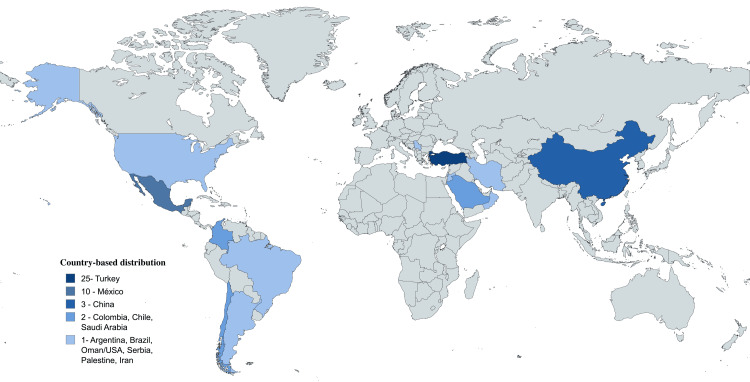 Country-based distribution
25- Turkey
10 - México
3 - China
2 - Colombia, Chile,
Saudi Arabia
1- Argentina, Brazil,
Oman/USA, Serbia,
Palestine, Iran